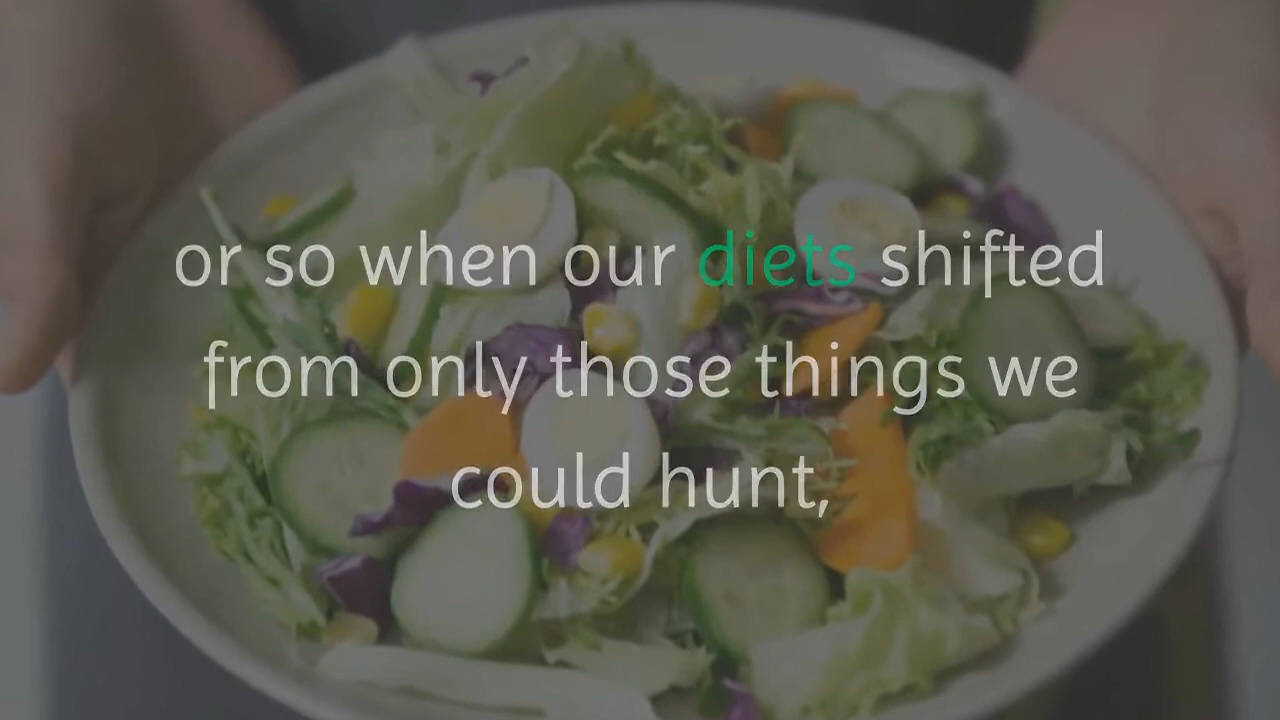 or so when our diets shifted
from only those things we
could hunt,